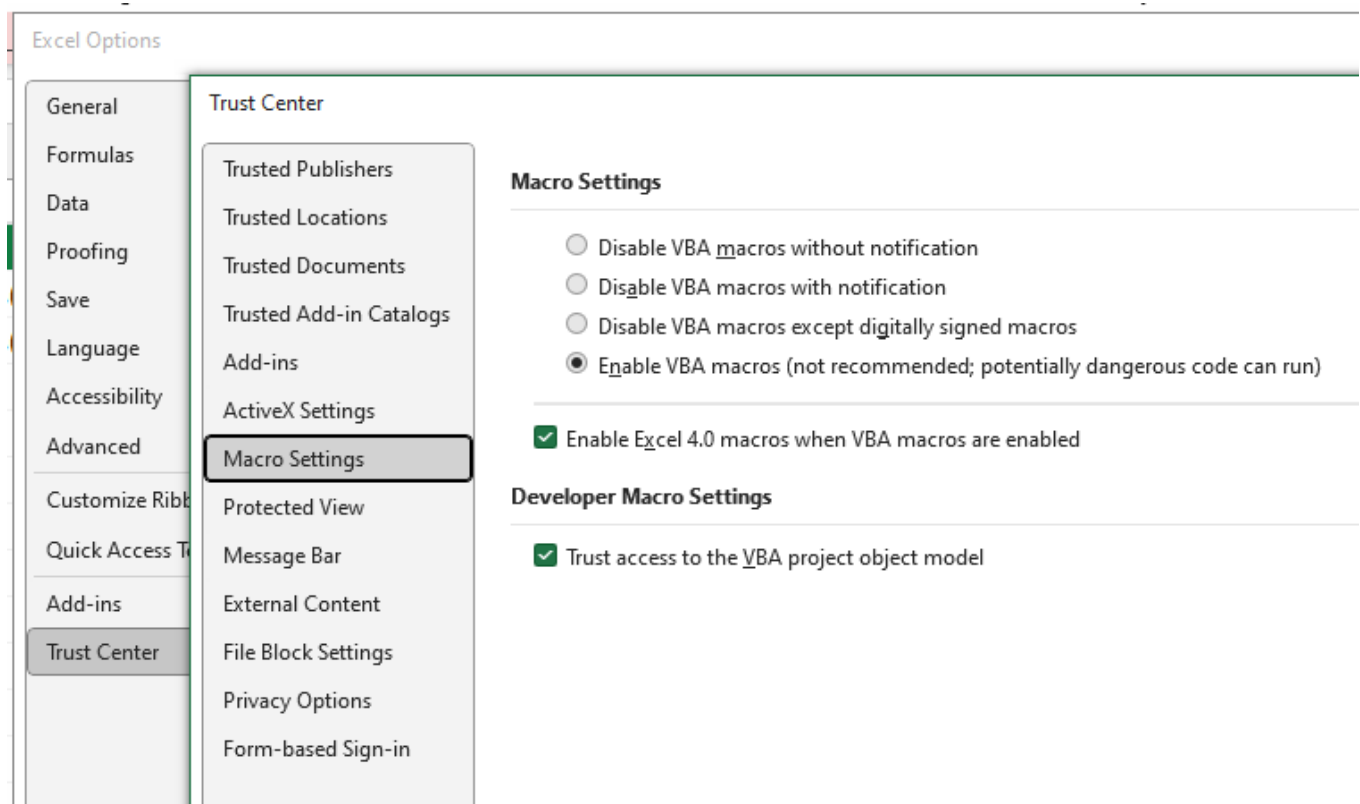 Excel Options
General
Formulas
Data
Proofing
Save
Language
Accessibility
Advanced
Customize Ribb
Quick Access T
Add-ins
Trust Center
Trust Center
Trusted Publishers
Trusted Locations
Trusted Documents
Trusted Add-in Catalogs
Add-ins
ActiveX Settings
Macro Settings
Protected View
Message Bar
External Content
File Block Settings
Privacy Options
Form-based Sign-in
Macro Settings
Disable VBA macros without notification
Disable VBA macros with notification
Disable VBA macros except digitally signed macros
Enable VBA macros (not recommended; potentially dangerous code can run)
Enable Excel 4.0 macros when VBA macros are enabled
Developer Macro Settings
Trust access to the VBA project object model